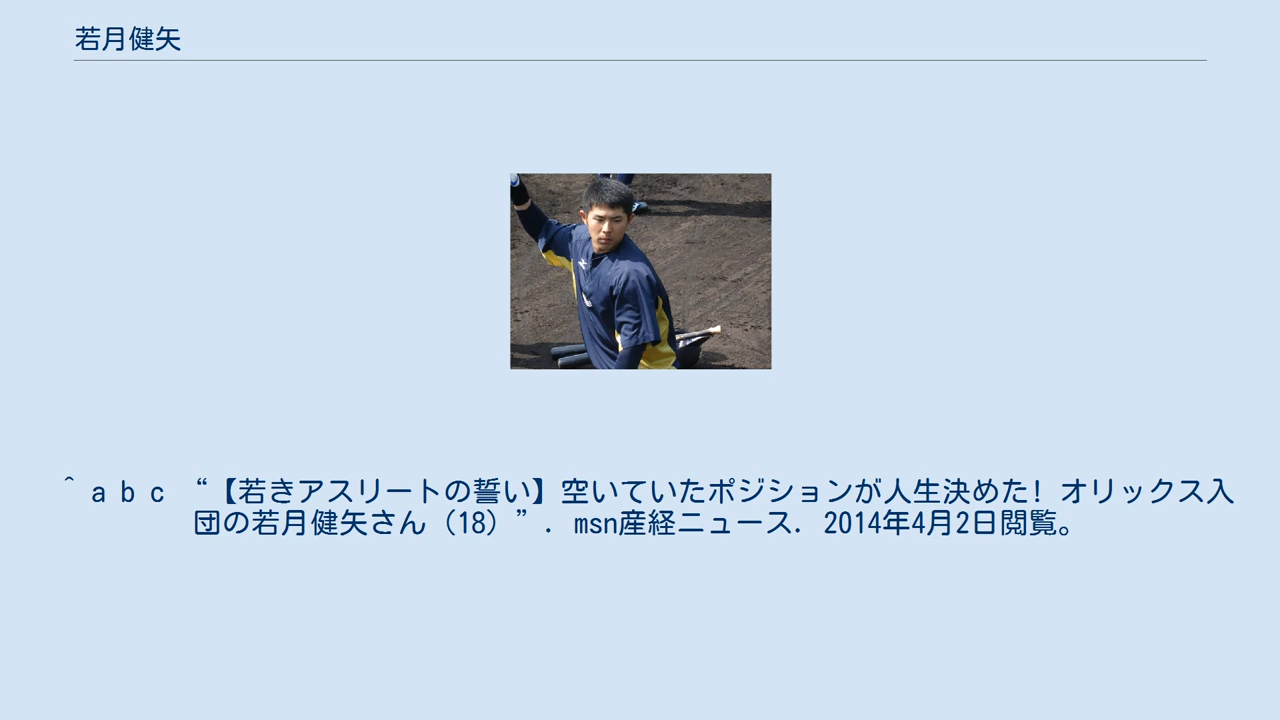 若月健矢
^ a b c “【若きアスリートの誓い】空いていたポジションが人生決めた! オリックス入
団の若月健矢さん（18）”. msn産経ニュース. 2014年4月2日閲覧。